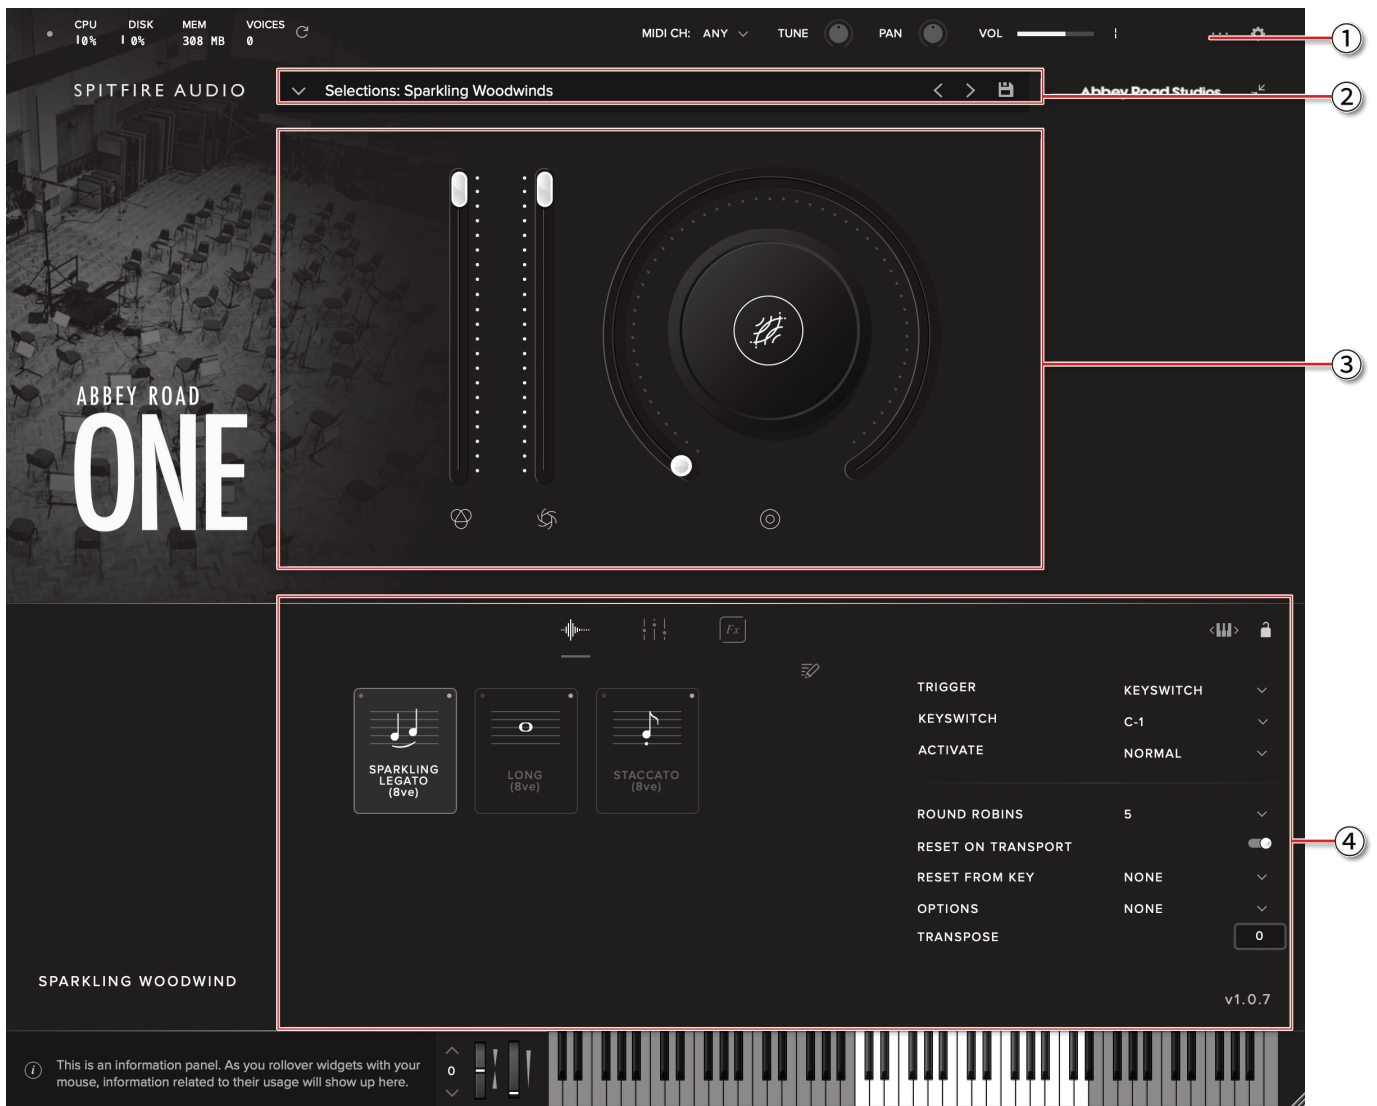 CPU DISK MEM VOICES
10% 10% 308 MB 0
MIDI CH: ANY TUNE PAN VOL
1
SPITFIRE AUDIO
Selections: Sparkling Woodwinds
Abbey Road Studios
2
3
ABBEY ROAD
ONE
Fx
TRIGGER KEYSWITCH
KEYSWITCH C-1
ACTIVATE NORMAL
SPARKLING
LEGATO
(8ve)
LONG
(8ve)
STACCATO
(8ve)
ROUND ROBINS 5
4
RESET ON TRANSPORT
RESET FROM KEY NONE
OPTIONS NONE
TRANSPOSE 0
SPARKLING WOODWIND
v1.0.7
This is an information panel. As you rollover widgets with your
mouse, information related to their usage will show up here.
0